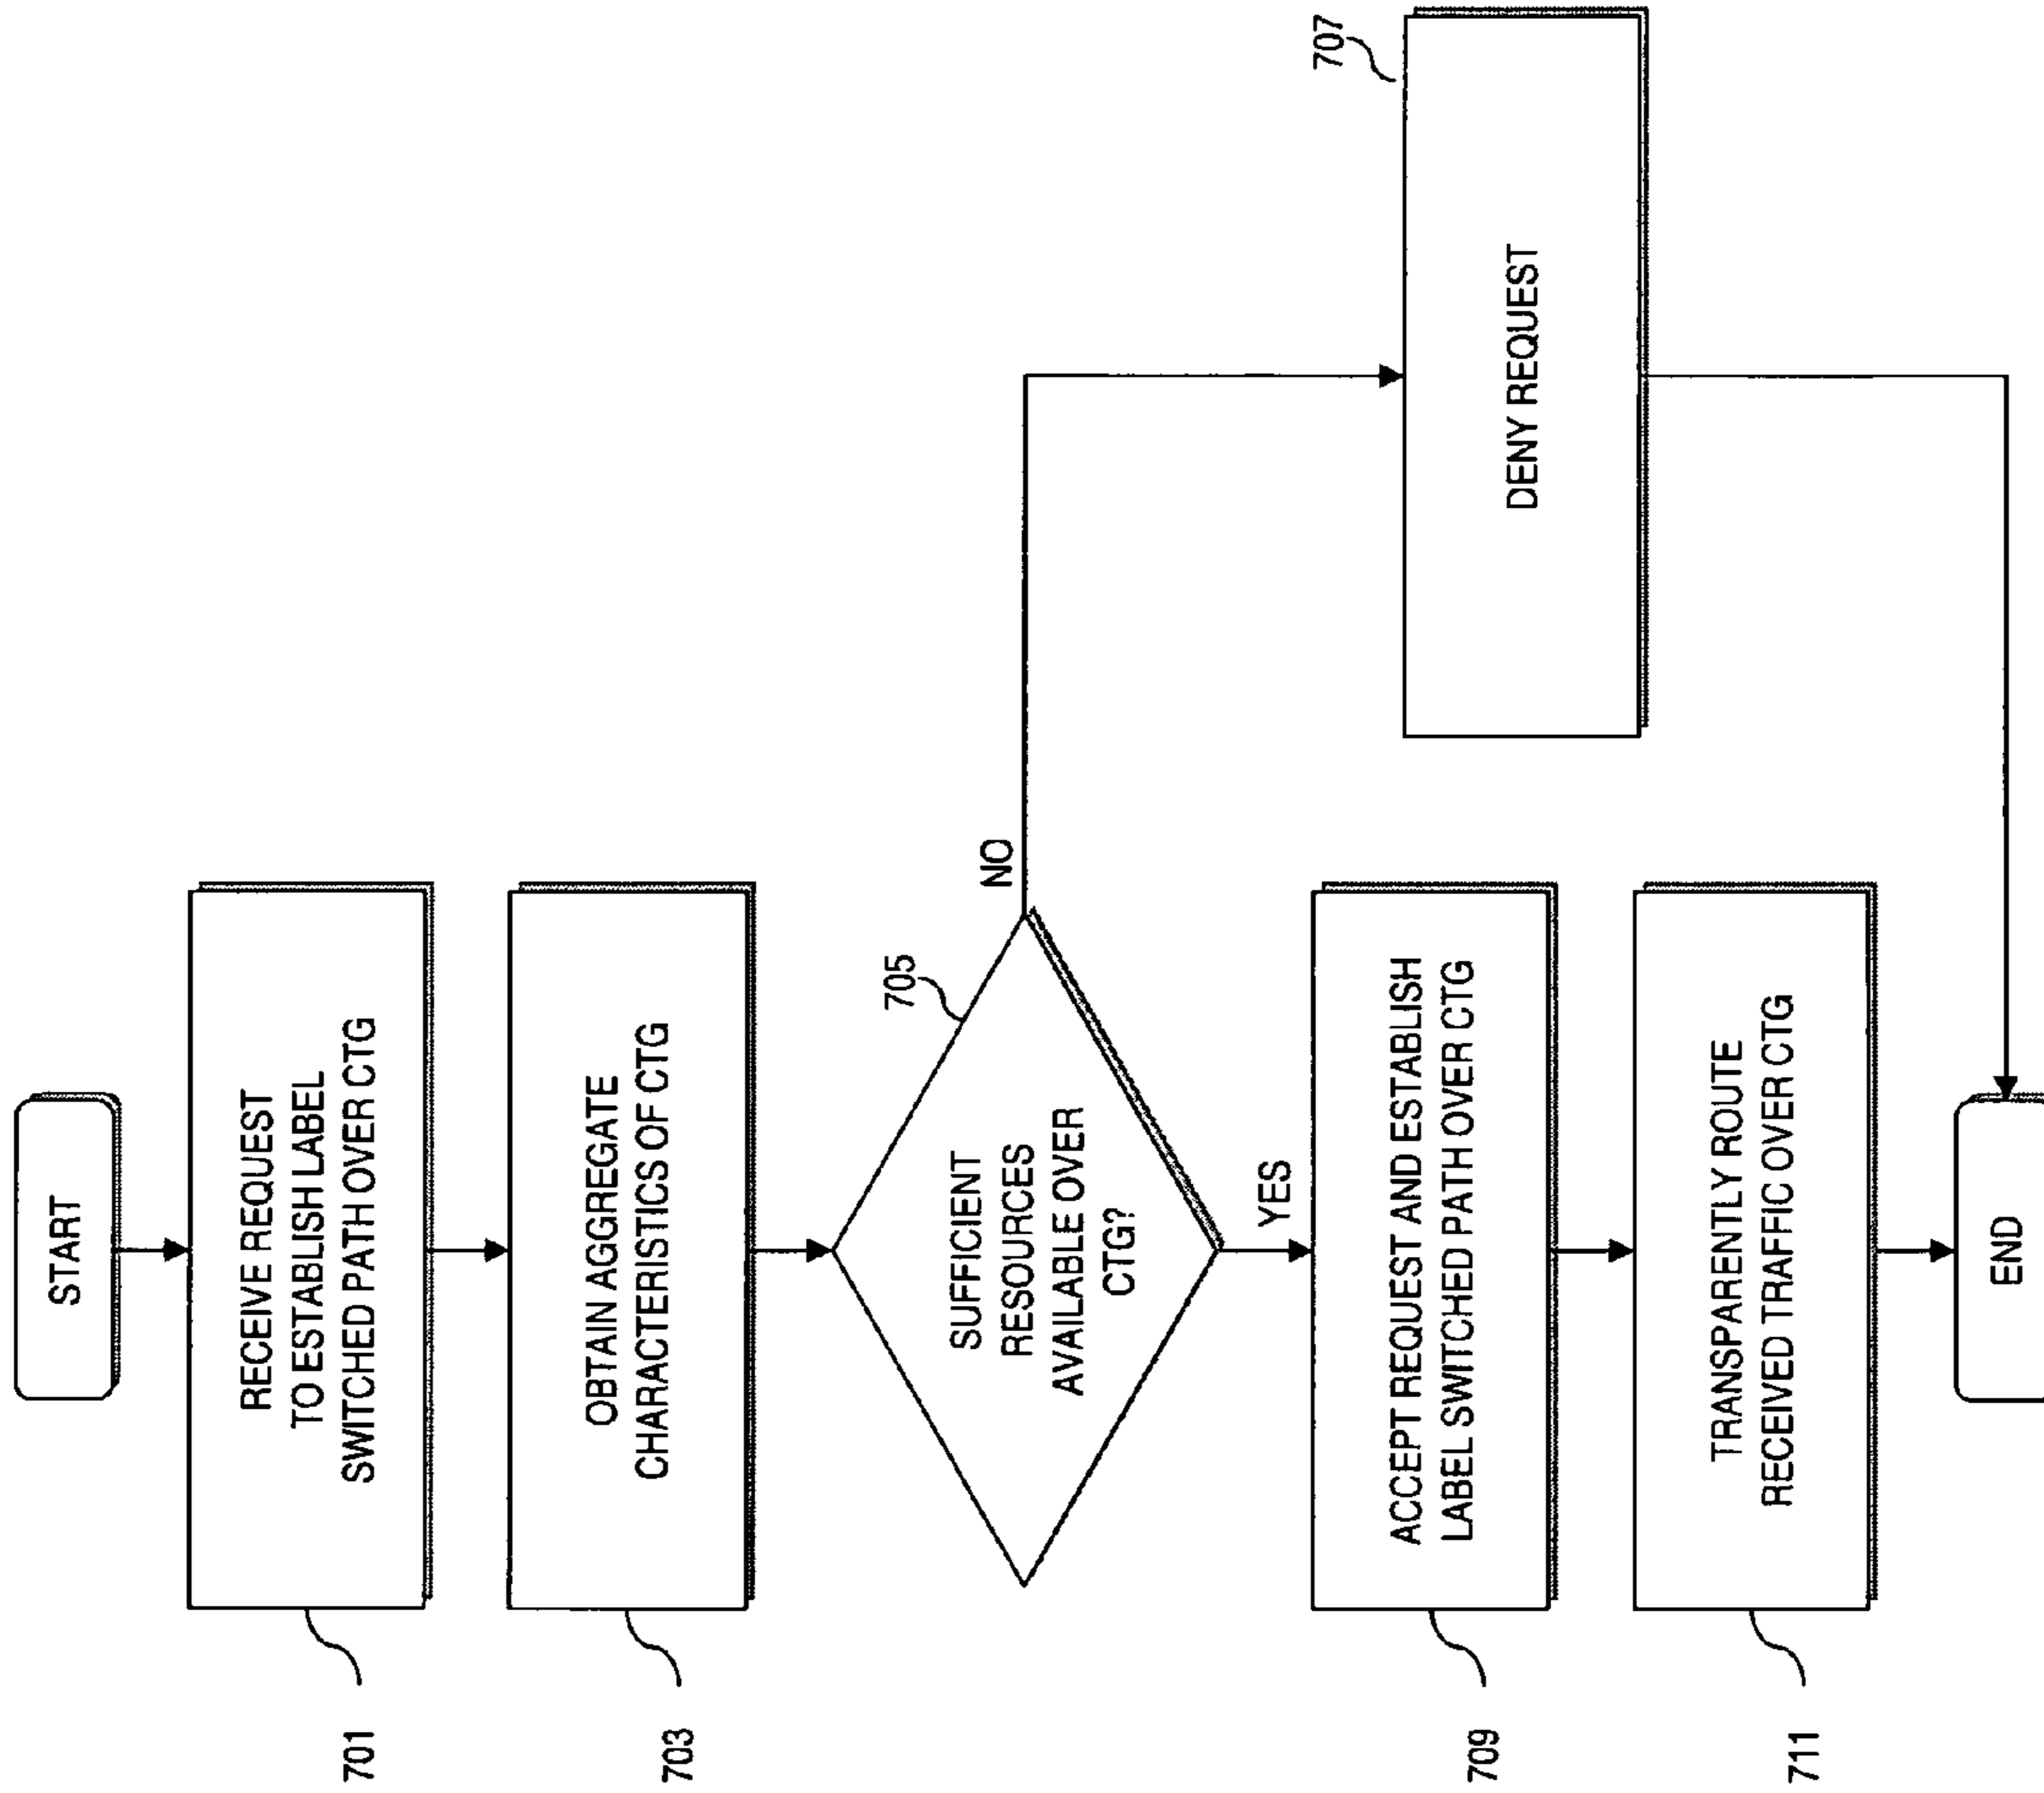 START
RECEIVE REQUEST
TO ESTABLISH LABEL
SWITCHED PATH OVER CTG
701
OBTAIN AGGREGATE
CHARACTERISTICS OF CTG
703
SUFFICIENT
RESOURCES
AVAILABLE OVER
CTG?
705
NO
YES
DENY REQUEST
707
ACCEPT REQUEST AND ESTABLISH
LABEL SWITCHED PATH OVER CTG
709
TRANSPARENTLY ROUTE
RECEIVED TRAFFIC OVER CTG
711
END